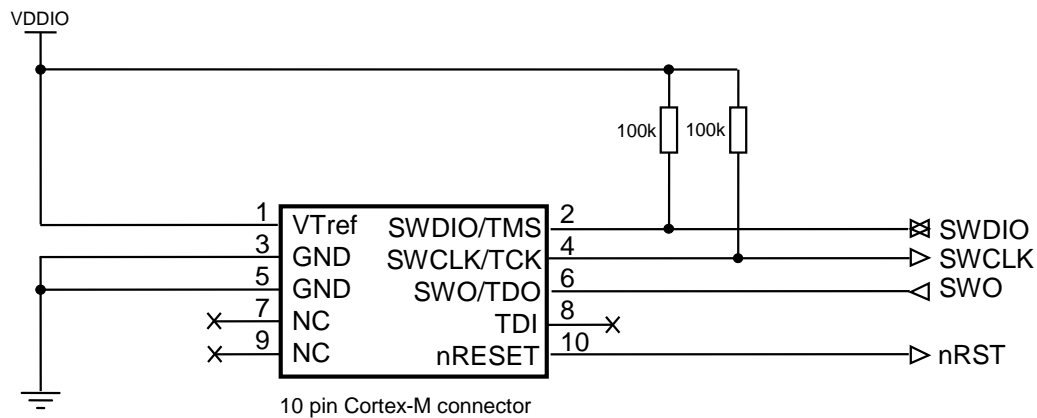 VDDIO
100k 100k
1 VTref SWDIO/TMS 2 SWDIO
3 GND SWCLK/TCK 4 SWCLK
5 GND SWO/TDO 6 SWO
7 NC TDI 8
9 NC nRESET 10 nRST
10 pin Cortex-M connector